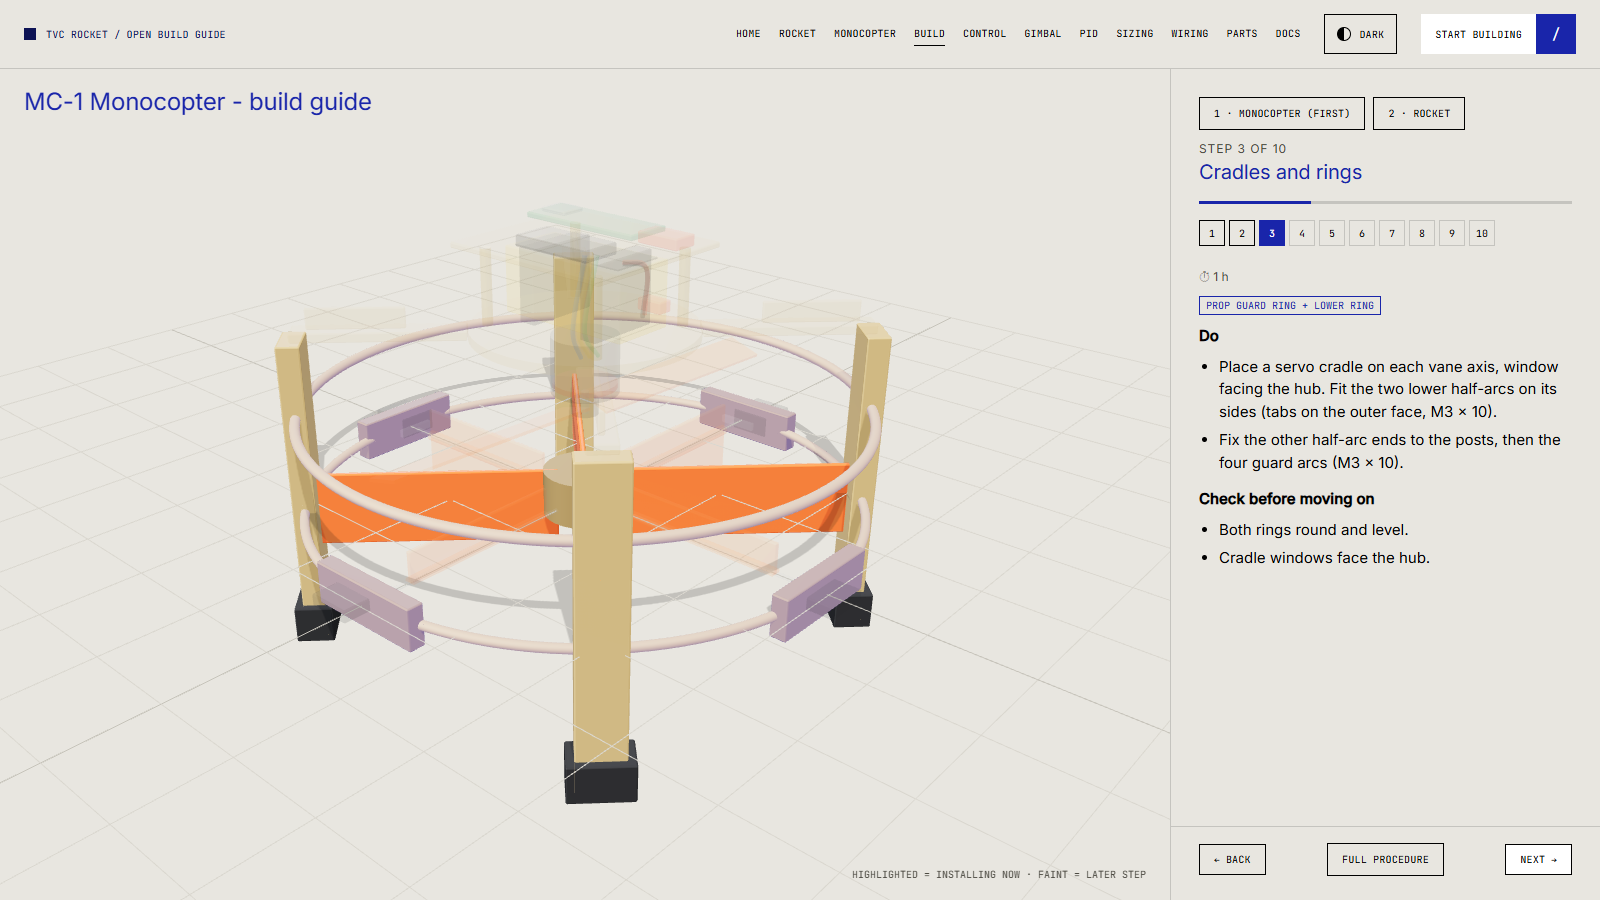 TVC ROCKET / OPEN BUILD GUIDE
HOME ROCKET MONOCOPTER BUILD CONTROL GIMBAL PID SIZING WIRING PARTS DOCS
DARK
START BUILDING /
MC-1 Monocopter - build guide
1 · MONOCOPTER (FIRST)
2 · ROCKET
STEP 3 OF 10
Cradles and rings
1 2 3 4 5 6 7 8 9 10
⏱ 1 h
PROP GUARD RING + LOWER RING
Do
• Place a servo cradle on each vane axis, window
facing the hub. Fit the two lower half-arcs on its
sides (tabs on the outer face, M3 × 10).
• Fix the other half-arc ends to the posts, then the
four guard arcs (M3 × 10).
Check before moving on
• Both rings round and level.
• Cradle windows face the hub.
HIGHLIGHTED = INSTALLING NOW · FAINT = LATER STEP
← BACK
FULL PROCEDURE
NEXT →